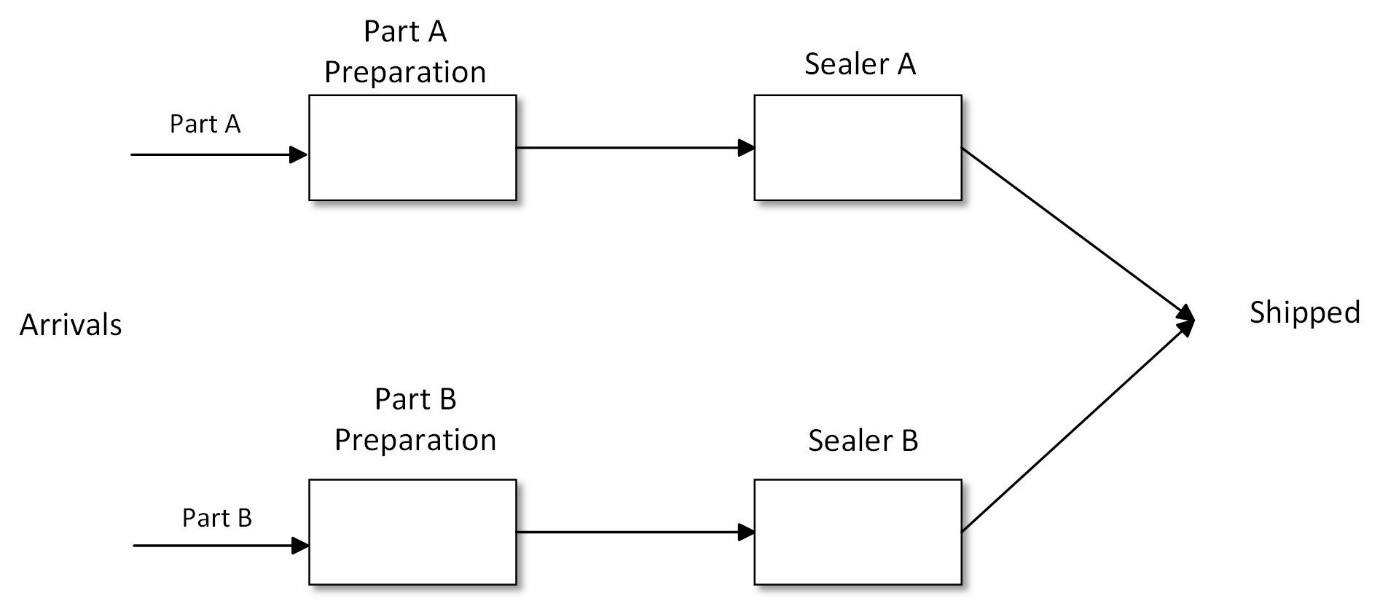 Part A
Preparation
Sealer A
Part A
Arrivals
Shipped
Part B
Preparation
Sealer B
Part B